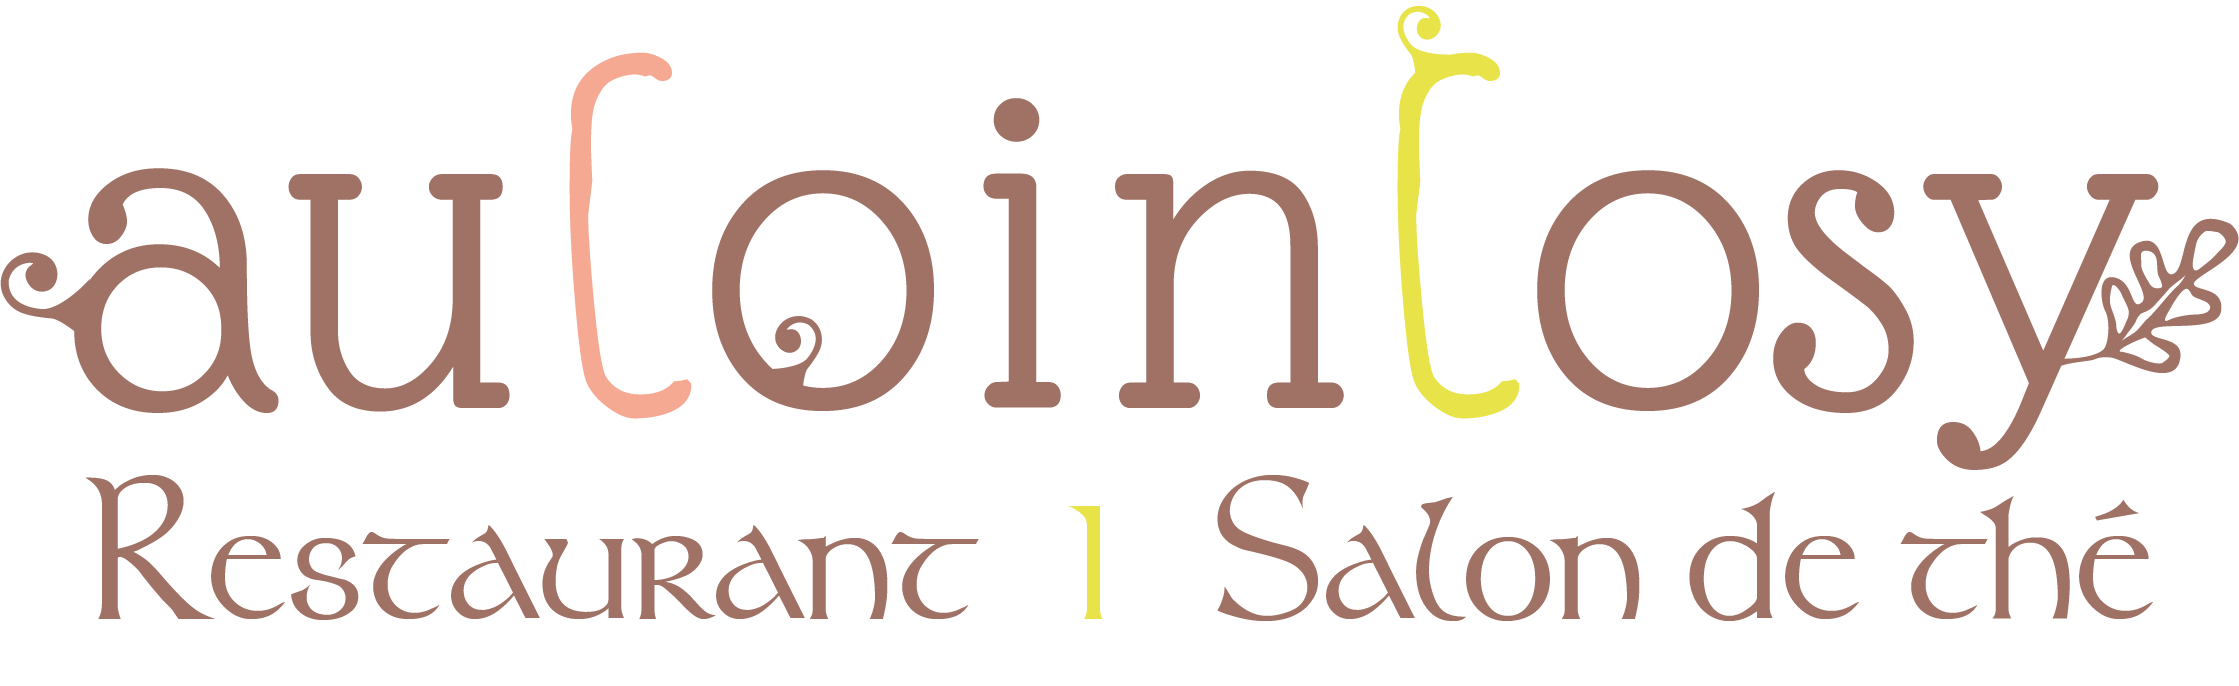 auCoinCosy
Restaurant | Salon de thé